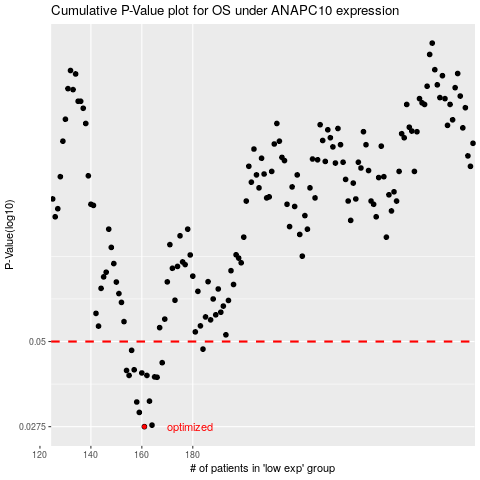 Cumulative P-Value plot for OS under ANAPC10 expression
P-Value(log10)
0.05
0.0275
optimized
120 140 160 180
# of patients in 'low exp' group